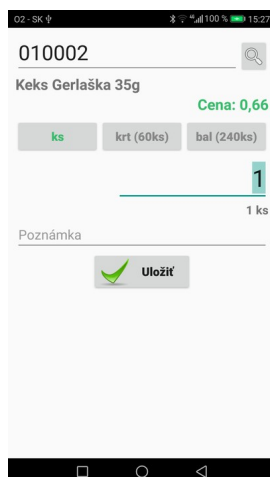 O2 - SK 4G 100 % 15:27
010002
Keks Gerlaška 35g
Cena: 0,66
ks krt (60ks) bal (240ks)
1
1 ks
Poznámka
Uložiť